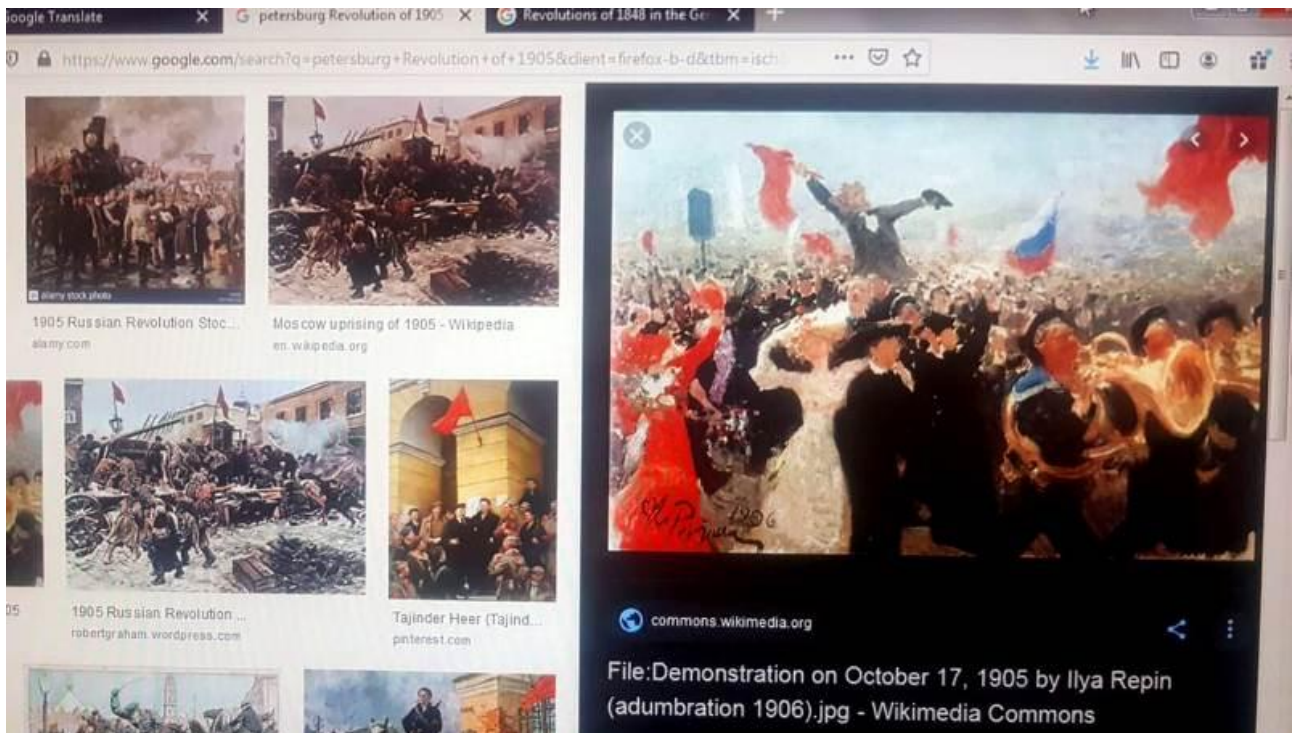 Google Translate
petersburg Revolution of 1905
Revolutions of 1848 in the Ge
https://www.google.com/search?q=petersburg+Revolution+of+1905&client=firefox-b-d&tbm=isch
alamy stock photo
1905 Russian Revolution Stoc...
alamy.com
Moscow uprising of 1905 - Wikipedia
en.wikipedia.org
05
1905 Russian Revolution ...
robertgraham.wordpress.com
Tajinder Heer (Tajind...
pinterest.com
1906
commons.wikimedia.org
File:Demonstration on October 17, 1905 by Ilya Repin
(adumbration 1906).jpg - Wikimedia Commons